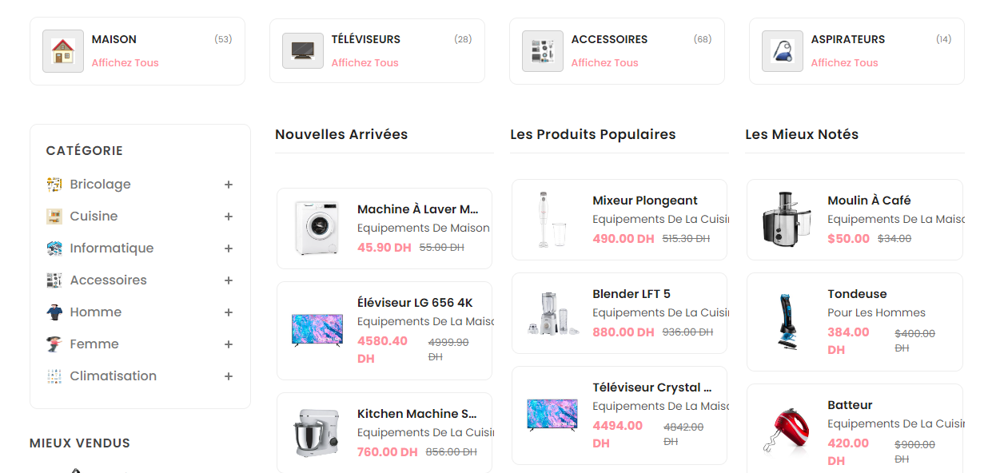 MAISON (53)
Affichez Tous
TÉLÉVISEURS (28)
Affichez Tous
ACCESSOIRES (68)
Affichez Tous
ASPIRATEURS (14)
Affichez Tous
CATÉGORIE
Bricolage +
Cuisine +
Informatique +
Accessoires +
Homme +
Femme +
Climatisation +
MIEUX VENDUS
Nouvelles Arrivées
Machine À Laver M...
Equipements De Maison
45.90 DH 55.00 DH
Éléviseur LG 656 4K
Equipements De La Maiso
4580.40 4999.90
DH DH
Kitchen Machine S...
Equipements De La Cuisin
760.00 DH 856.00 DH
Les Produits Populaires
Mixeur Plongeant
Equipements De La Cuisin
490.00 DH 515.30 DH
Blender LFT 5
Equipements De La Cuisin
880.00 DH 936.00 DH
Téléviseur Crystal ...
Equipements De La Maiso
4494.00 4842.00
DH DH
Les Mieux Notés
Moulin À Café
Equipements De La Maiso
$50.00 $34.00
Tondeuse
Pour Les Hommes
384.00 $400.00
DH DH
Batteur
Equipements De La Cuisin
420.00 $900.00
DH DH